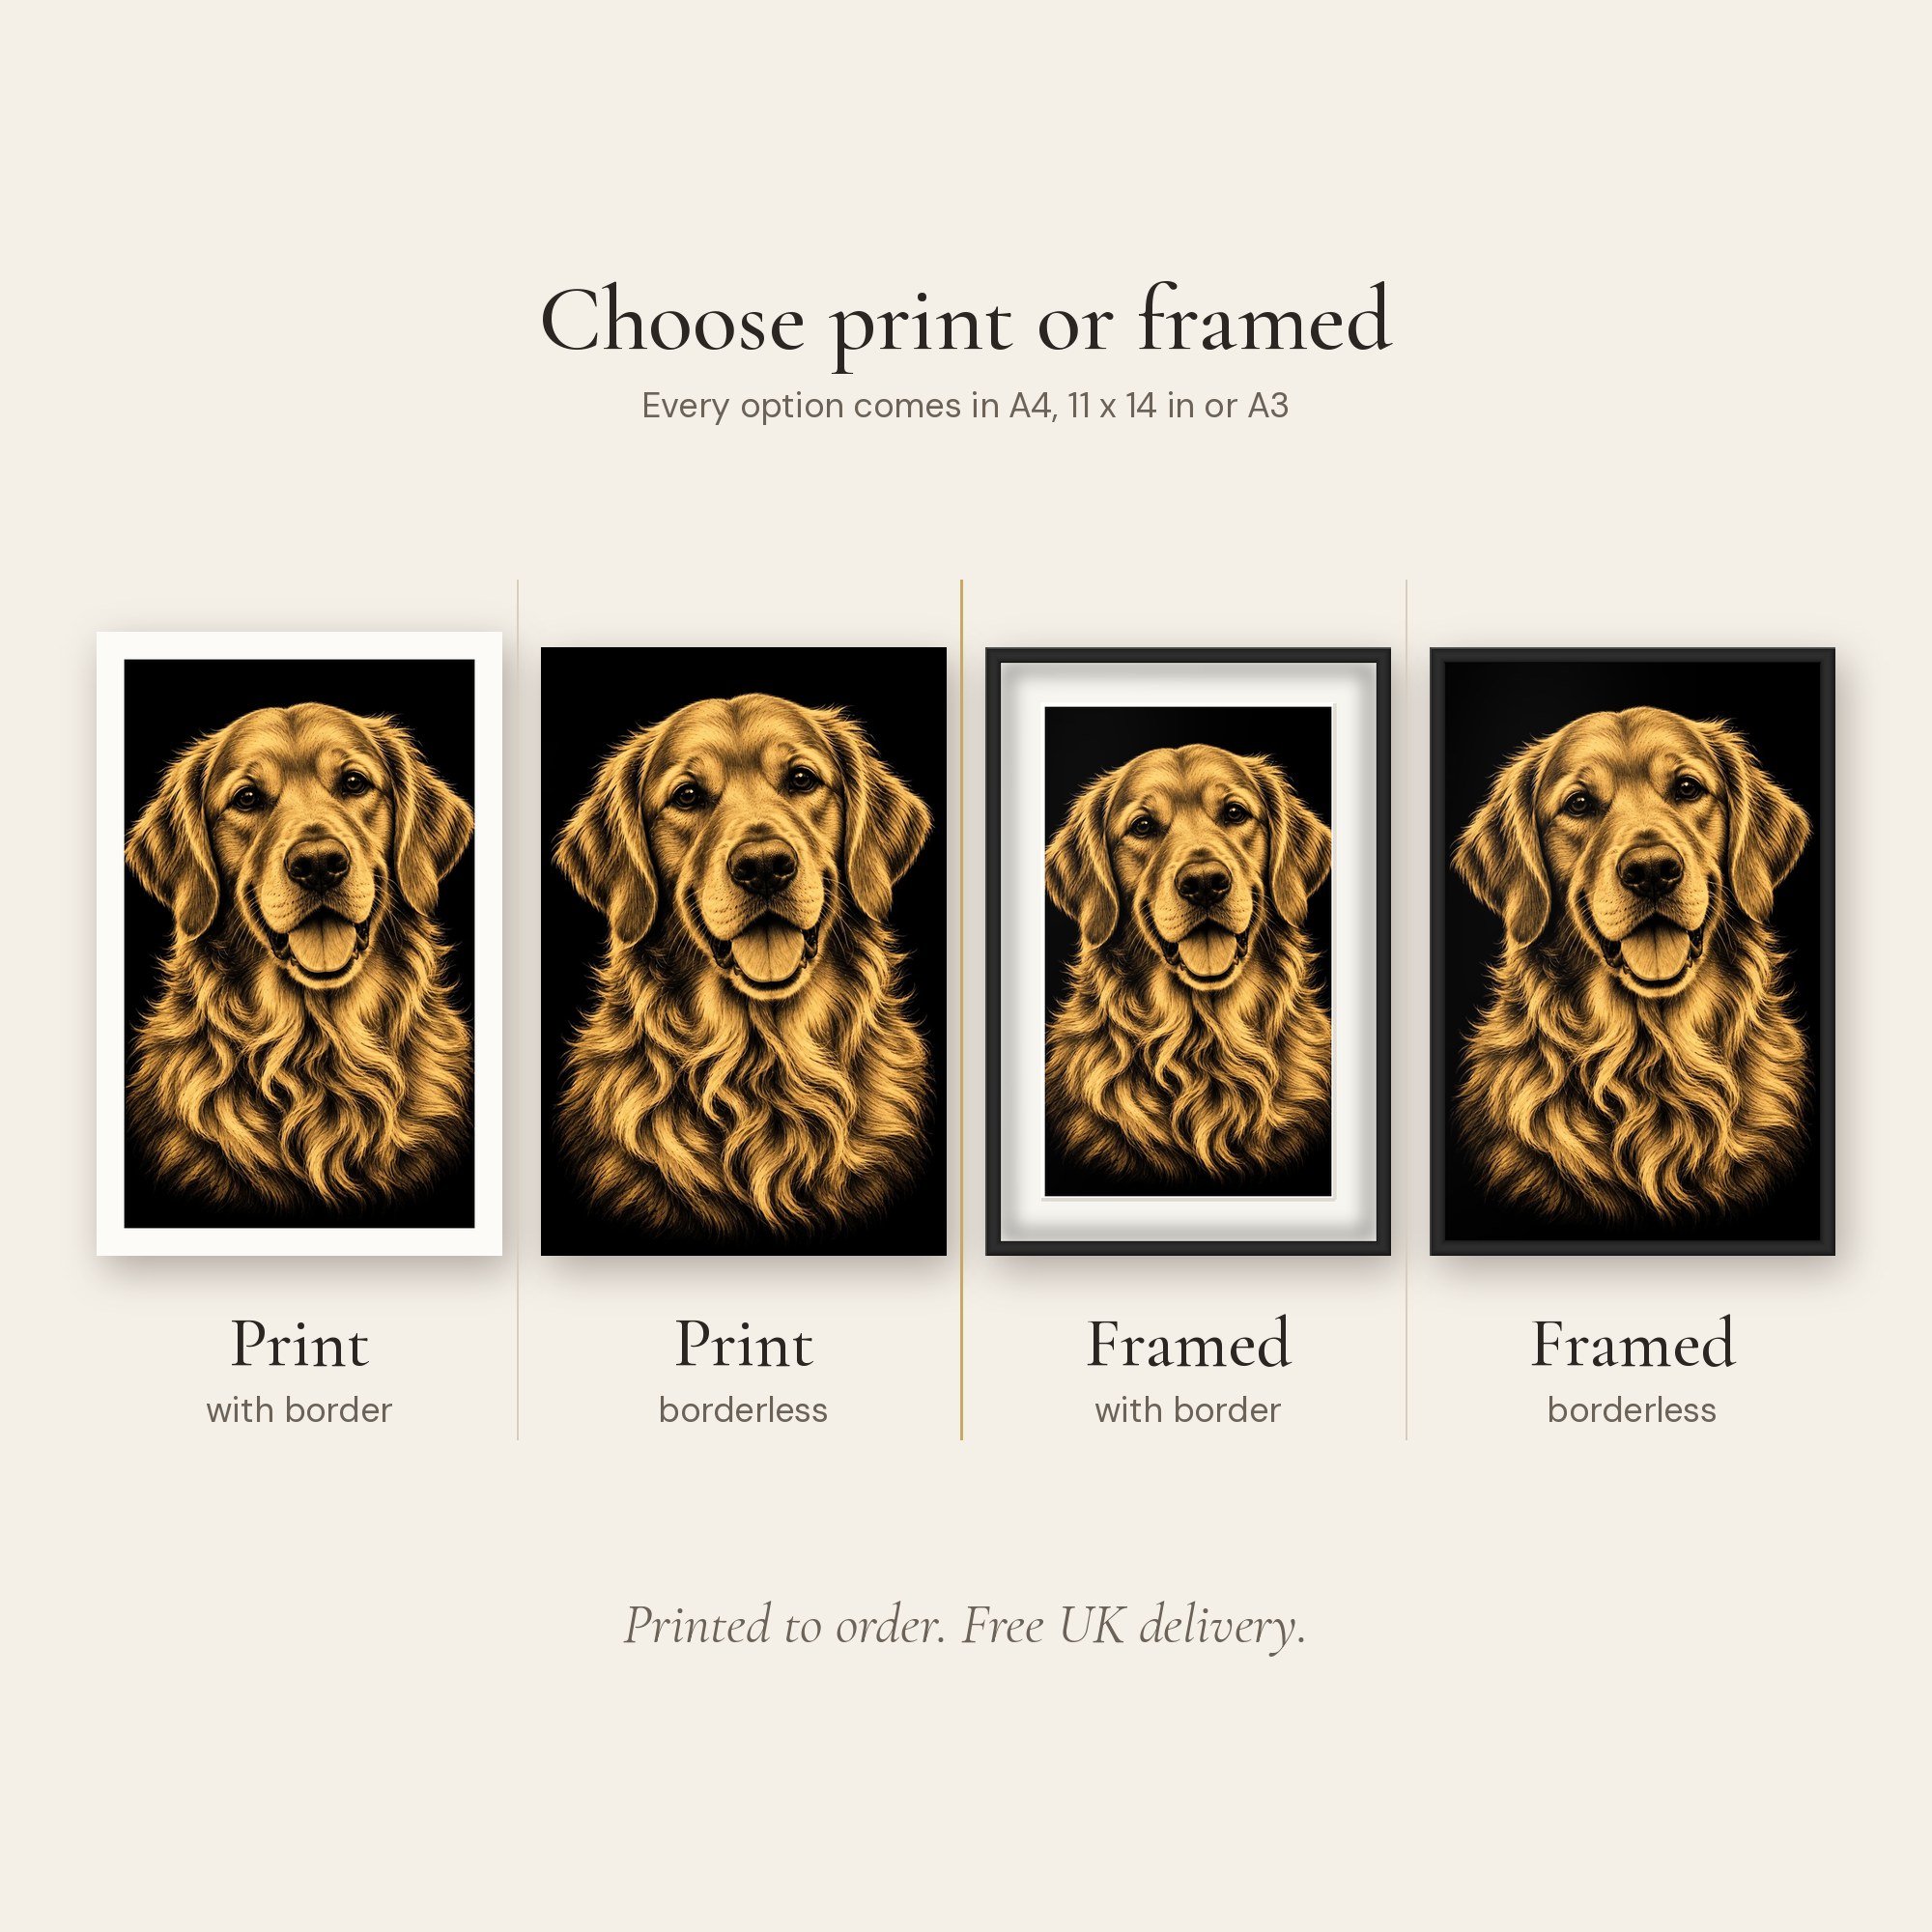 Choose print or framed
Every option comes in A4, 11 x 14 in or A3
Print
with border
Print
borderless
Framed
with border
Framed
borderless
Printed to order. Free UK delivery.